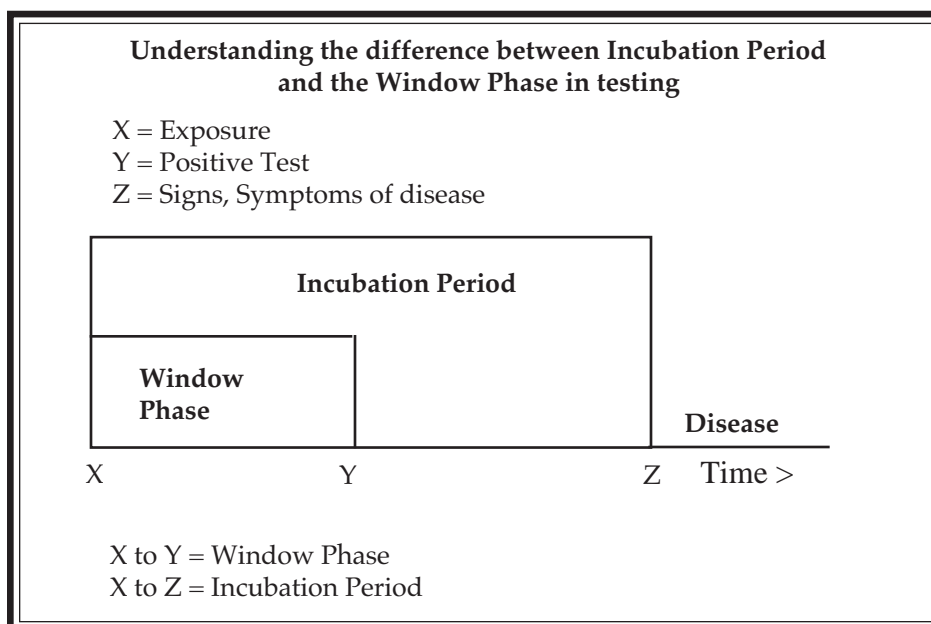 Understanding the difference between Incubation Period
and the Window Phase in testing
X = Exposure
Y = Positive Test
Z = Signs, Symptoms of disease
Incubation Period
Window
Phase
Disease
X Y Z Time >
X to Y = Window Phase
X to Z = Incubation Period